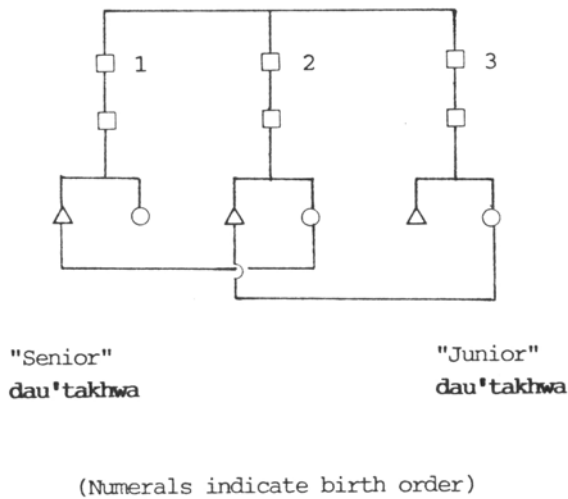 1 2 3
"Senior" "Junior"
dau'takhwa dau'takhwa
(Numerals indicate birth order)